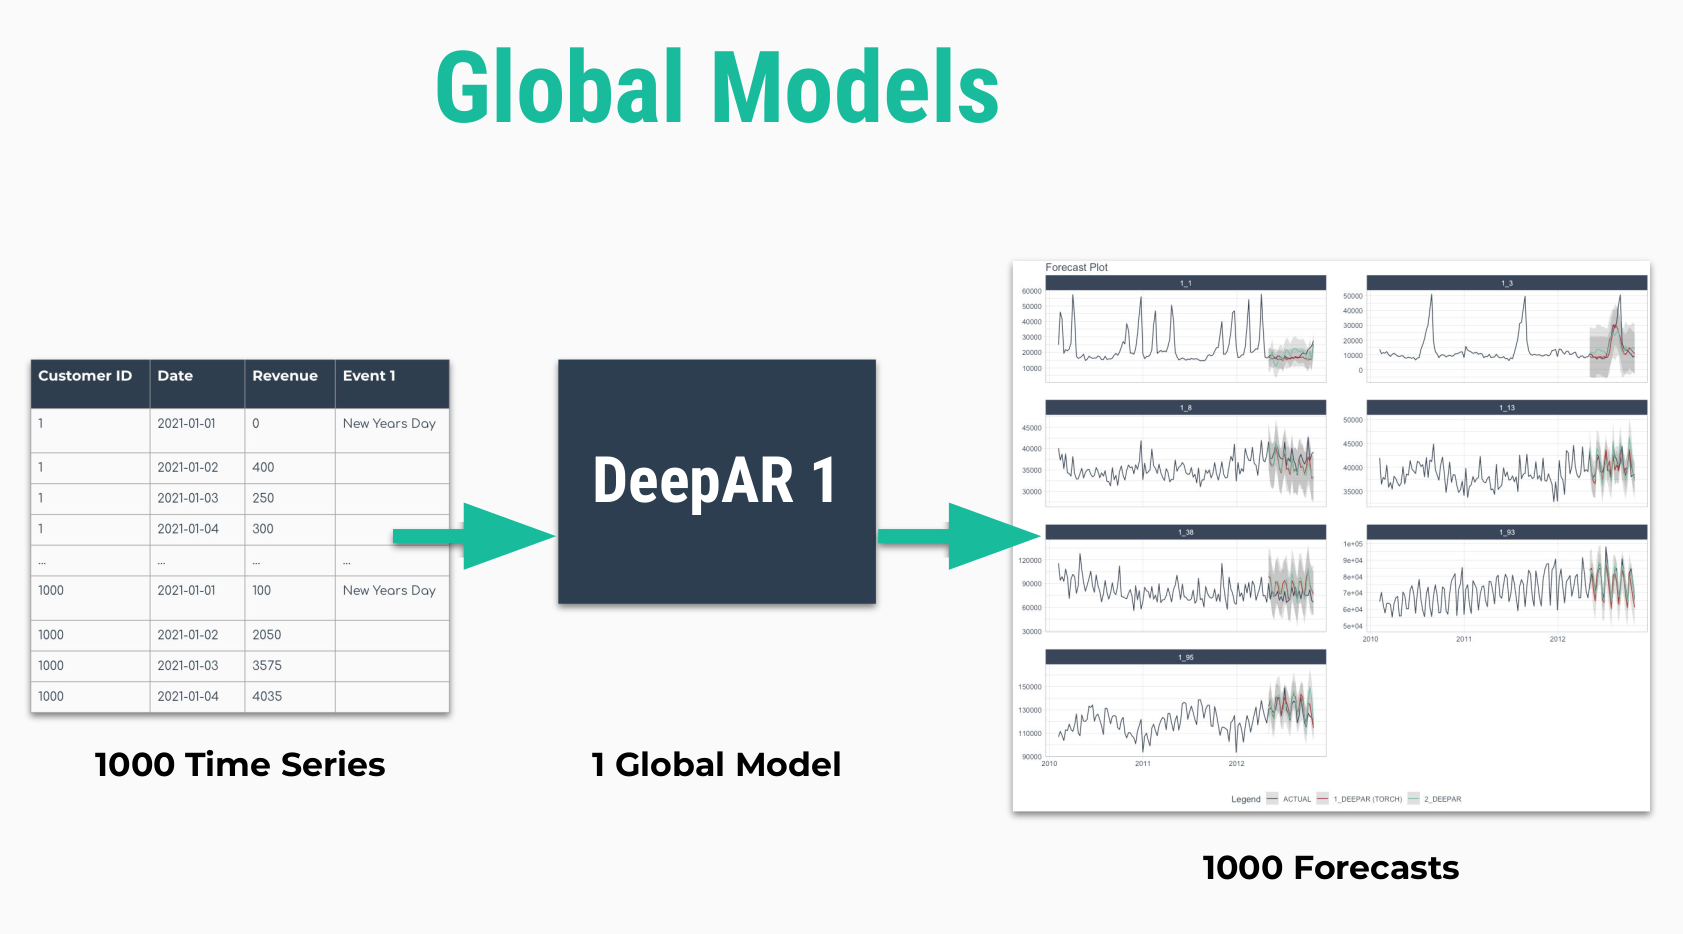 Global Models
Customer ID Date Revenue Event 1
1 2021-01-01 0 New Years Day
1 2021-01-02 400
1 2021-01-03 250
1 2021-01-04 300
... ... ... ...
1000 2021-01-01 100 New Years Day
1000 2021-01-02 2050
1000 2021-01-03 3575
1000 2021-01-04 4035
1000 Time Series
DeepAR 1
1 Global Model
Forecast Plot
1_1
60000
50000
40000
30000
20000
10000
1_3
50000
40000
30000
20000
10000
0
1_8
45000
40000
35000
30000
1_13
50000
45000
40000
35000
1_38
120000
90000
60000
30000
1_93
1e+05
9e+04
8e+04
7e+04
6e+04
5e+04
2010 2011 2012
1_95
150000
130000
110000
90000
2010 2011 2012
Legend ACTUAL 1_DEEPAR (TORCH) 2_DEEPAR
1000 Forecasts